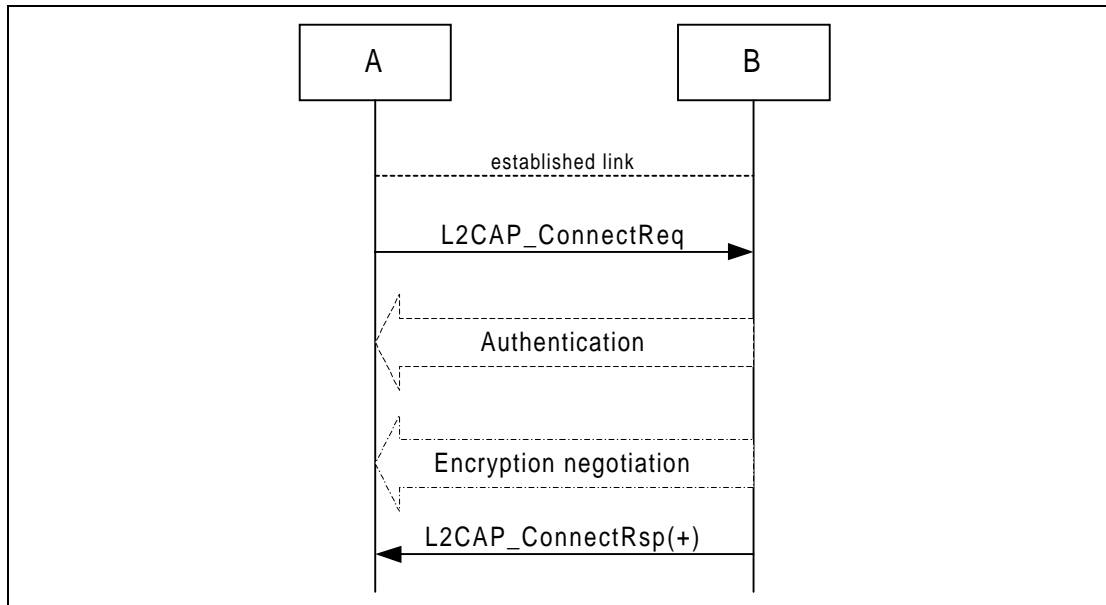 A
B
established link
L2CAP_ConnectReq
Authentication
Encryption negotiation
L2CAP_ConnectRsp(+)